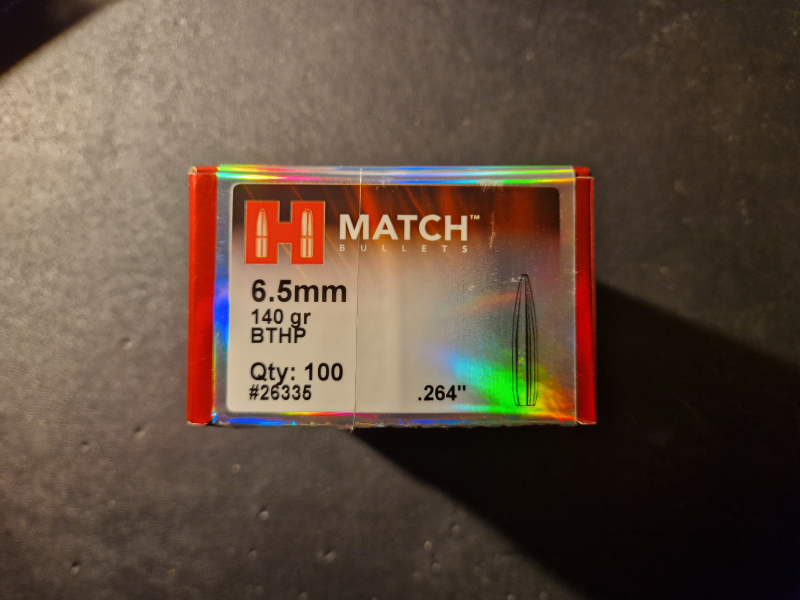 H
MATCH™
BULLETS
6.5mm
140 gr
BTHP
Qty: 100
#26335
.264"